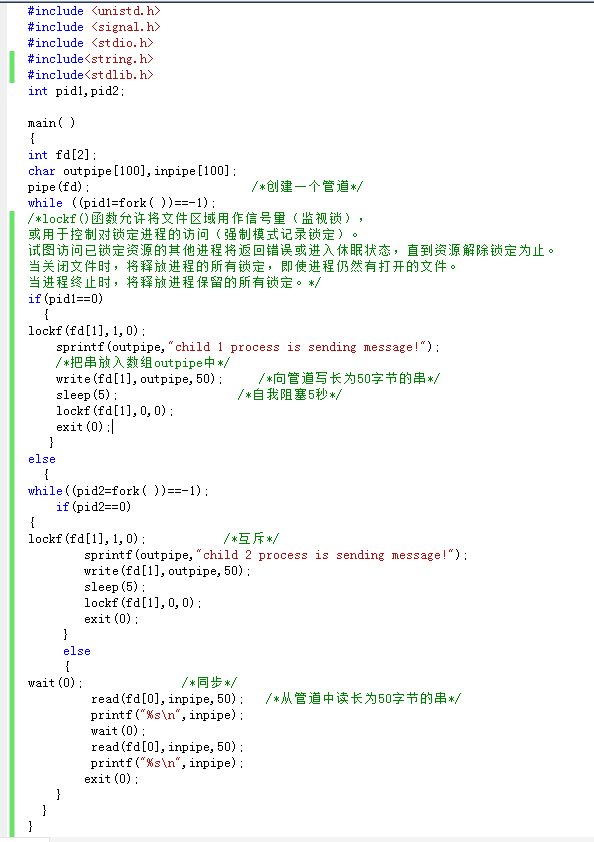 #include <unistd.h>
#include <signal.h>
#include <stdio.h>
#include<string.h>
#include<stdlib.h>
int pid1,pid2;
main( )
{
int fd[2];
char outpipe[100],inpipe[100];
pipe(fd); /*创建一个管道*/
while ((pid1=fork( ))==-1);
/*lockf()函数允许将文件区域用作信号量（监视锁），
或用于控制对锁定进程的访问（强制模式记录锁定）。
试图访问已锁定资源的其他进程将返回错误或进入休眠状态，直到资源解除锁定为止。
当关闭文件时，将释放进程的所有锁定，即使进程仍然有打开的文件。
当进程终止时，将释放进程保留的所有锁定。*/
if(pid1==0)
{
lockf(fd[1],1,0);
sprintf(outpipe,"child 1 process is sending message!");
/*把串放入数组outpipe中*/
write(fd[1],outpipe,50); /*向管道写长为50字节的串*/
sleep(5); /*自我阻塞5秒*/
lockf(fd[1],0,0);
exit(0);
}
else
{
while((pid2=fork( ))==-1);
if(pid2==0)
{
lockf(fd[1],1,0); /*互斥*/
sprintf(outpipe,"child 2 process is sending message!");
write(fd[1],outpipe,50);
sleep(5);
lockf(fd[1],0,0);
exit(0);
}
else
{
wait(0); /*同步*/
read(fd[0],inpipe,50); /*从管道中读长为50字节的串*/
printf("%s\n",inpipe);
wait(0);
read(fd[0],inpipe,50);
printf("%s\n",inpipe);
exit(0);
}
}
}